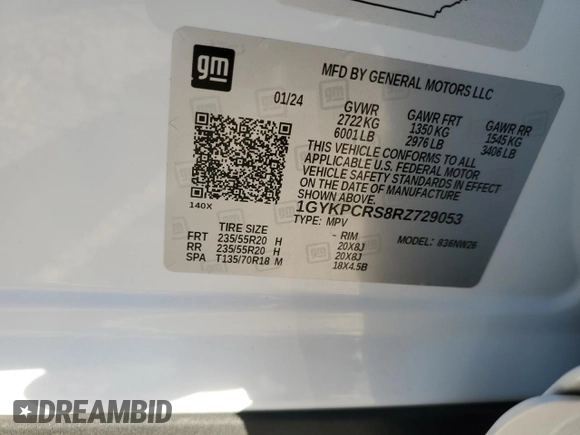 gm
MFD BY GENERAL MOTORS LLC
01/24 GVWR GAWR FRT GAWR RR
2722 KG 1350 KG 1545 KG
6001 LB 2976 LB 3406 LB
THIS VEHICLE CONFORMS TO ALL
APPLICABLE U.S. FEDERAL MOTOR
VEHICLE SAFETY STANDARDS IN EFFECT
ON THE DATE OF MANUFACTURE
SHOWN ABOVE.
140X
1GYKPCRS8RZ729053
TYPE: MPV
MODEL: 836NW26
TIRE SIZE - RIM
FRT 235/55R20 H 20X8J
RR 235/55R20 H 20X8J
SPA T135/70R18 M 18X4.5B
DREAMBID